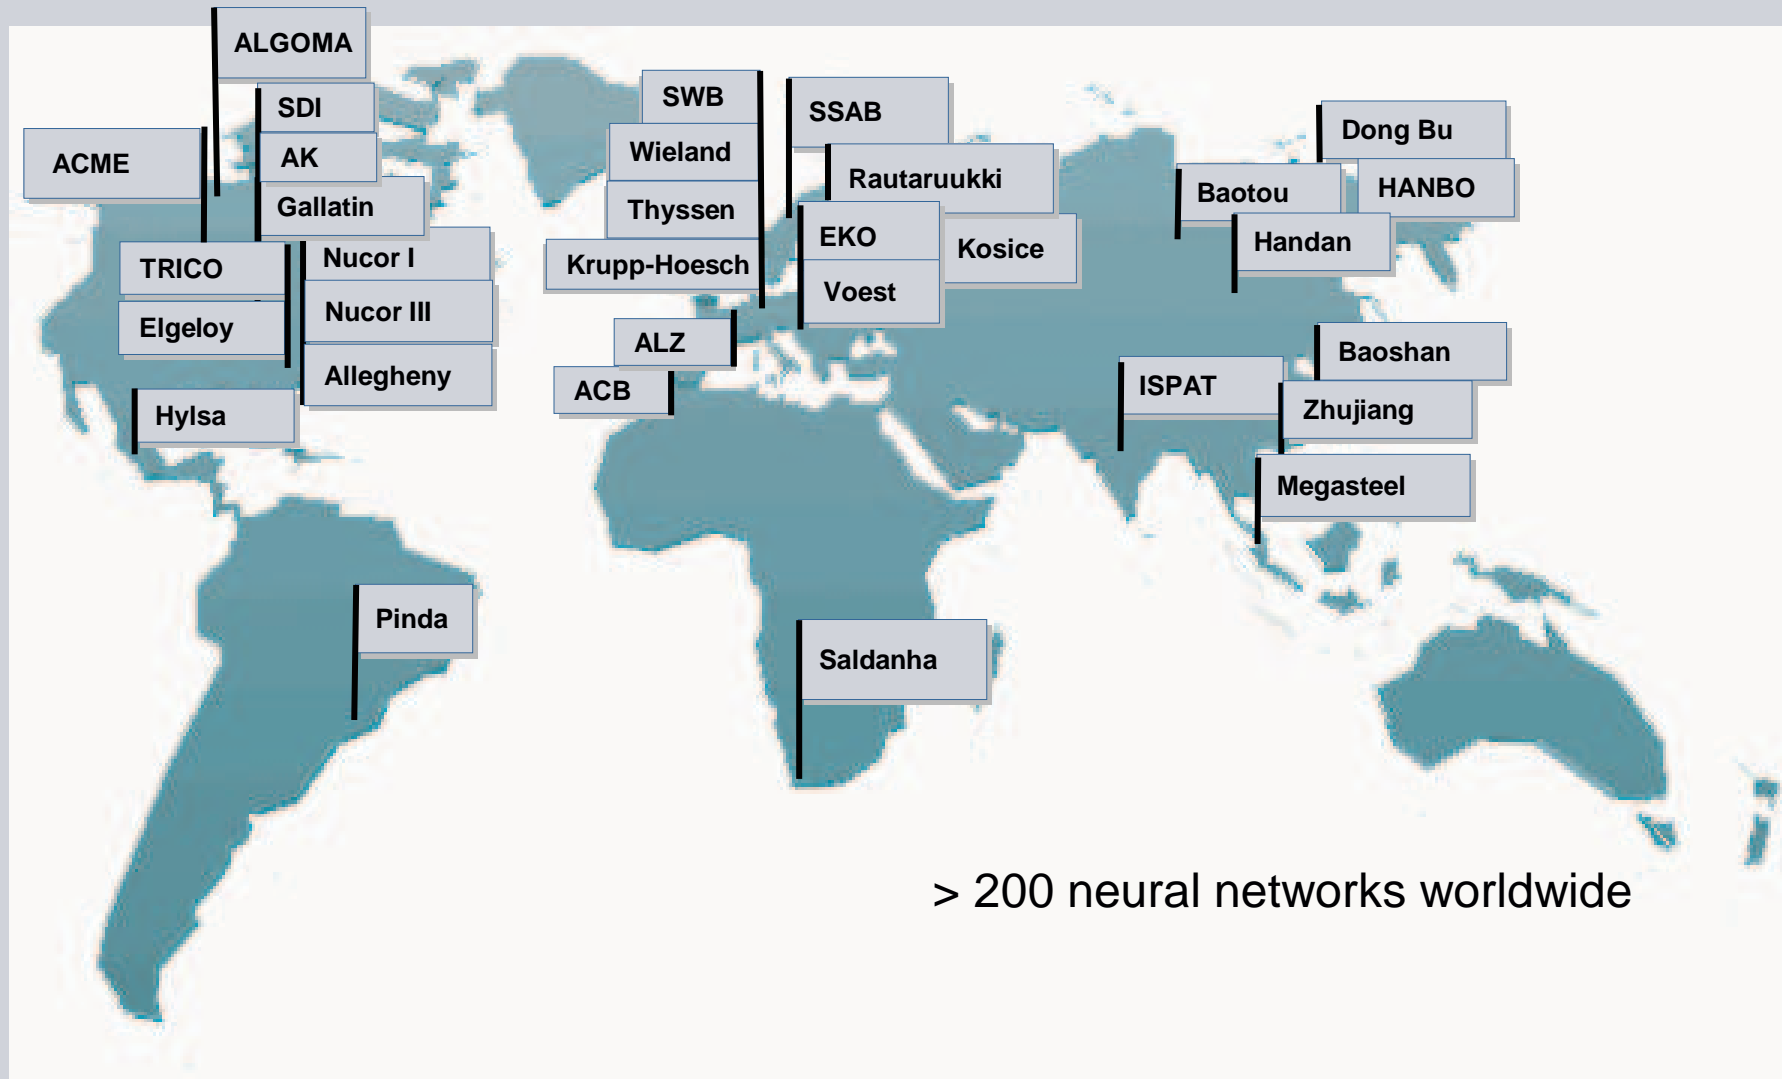 ALGOMA
SDI
AK
Gallatin
ACME
TRICO
Elgeloy
Nucor I
Nucor III
Allegheny
Hylsa
Pinda
SWB
Wieland
Thyssen
Krupp-Hoesch
ALZ
ACB
SSAB
Rautaruukki
EKO
Kosice
Voest
Saldanha
Dong Bu
HANBO
Baotou
Handan
Baoshan
ISPAT
Zhujiang
Megasteel
> 200 neural networks worldwide